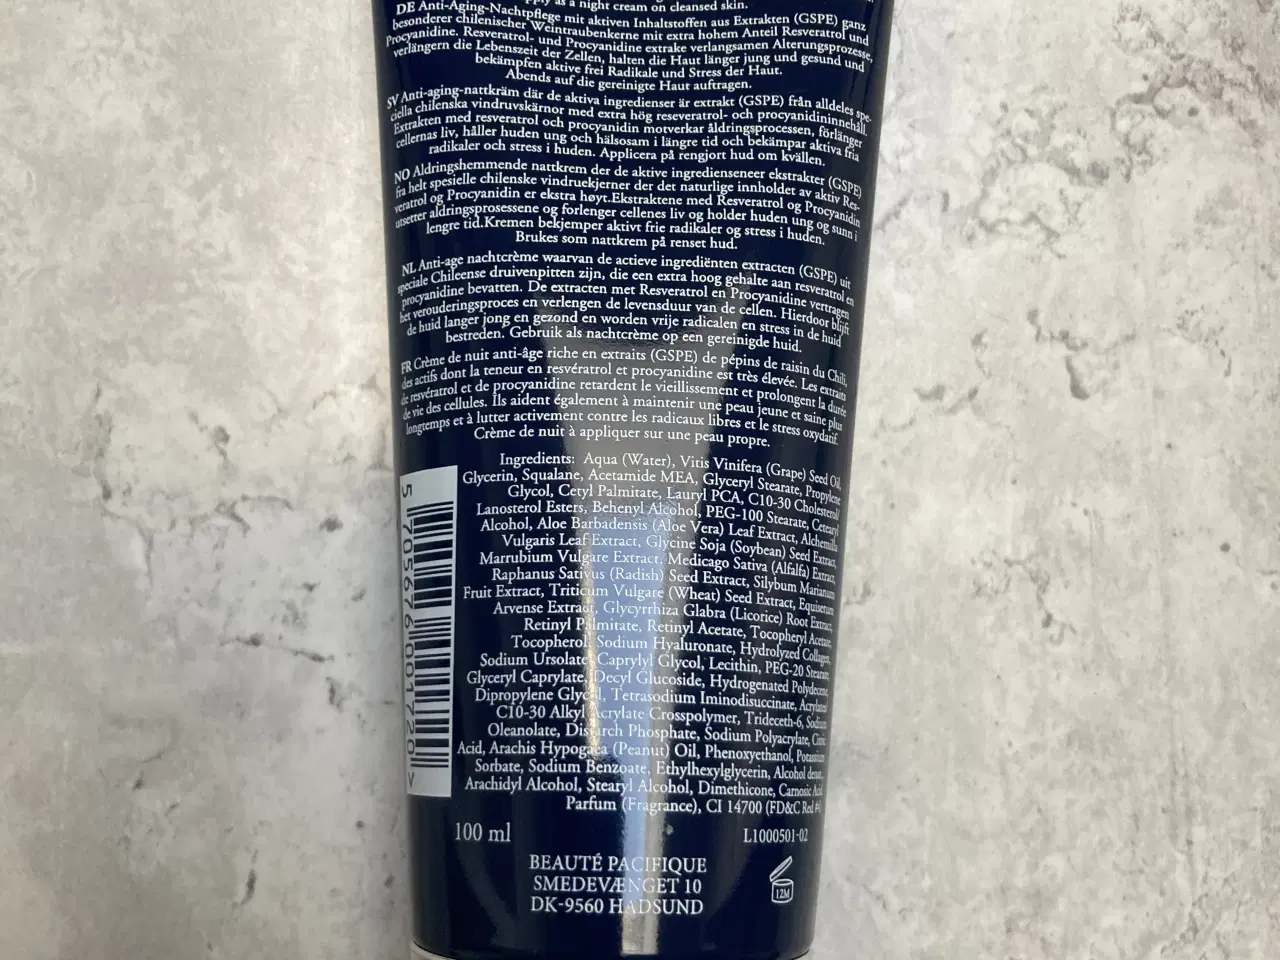 as a night cream on cleansed skin.
DE Anti-Aging-Nachtpflege mit aktiven Inhaltstoffen aus Extrakten (GSPE) ganz
besonderer chilenischer Weintraubenkerne mit extra hohem Anteil Resveratrol und
Procyanidine. Resveratrol- und Procyanidine extrake verlangsamen Alterungsprozesse,
verlängern die Lebenszeit der Zellen, halten die Haut länger jung und gesund und
bekämpfen aktive frei Radikale und Stress der Haut.
Abends auf die gereinigte Haut auftragen.
SV Anti-aging-nattkräm där de aktiva ingredienser är extrakt (GSPE) från alldeles spe-
ciella chilenska vindruvskärnor med extra hög reseveratrol- och procyanidininnehåll.
Extrakten med resveratrol och procyanidin motverkar åldringsprocessen, förlänger
cellernas liv, håller huden ung och hälsosam i längre tid och bekämpar aktiva fria
radikaler och stress i huden. Applicera på rengjort hud om kvällen.
NO Aldringshemmende nattkrem der de active ingredienseneer ekstrakter (GSPE)
fra helt spesielle chilenske vindruekjerner der det naturlige innholdet av aktiv Res-
veratrol og Procyanidin er ekstra høyt.Ekstraktene med Resveratrol og Procyanidin
utsetter aldringsprosessene og forlenger cellenes liv og holder huden ung og sunn i
lengre tid.Kremen bekjemper aktivt frie radikaler og stress i huden.
Brukes som nattkrem på renset hud.
NL Anti-age nachtcrème waarvan de actieve ingrediënten extracten (GSPE) uit
speciale Chileense druivenpitten zijn, die een extra hoog gehalte aan resveratrol en
procyanidine bevatten. De extracten met Resveratrol en Procyanidine vertragen
het verouderingsproces en verlengen de levensduur van de cellen. Hierdoor blijft
de huid langer jong en gezond en worden vrije radicalen en stress in de huid
bestreden. Gebruik als nachtcrème op een gereinigde huid.
FR Crème de nuit anti-âge riche en extraits (GSPE) de pépins de raisin du Chili,
des actifs dont la teneur en resvératrol et procyanidine est très élevée. Les extraits
de resvératrol et de procyanidine retardent le vieillissement et prolongent la durée
de vie des cellules. Ils aident également à maintenir une peau jeune et saine plus
longtemps et à lutter activement contre les radicaux libres et le stress oxydatif.
Crème de nuit à appliquer sur une peau propre.
Ingredients: Aqua (Water), Vitis Vinifera (Grape) Seed Oil,
Glycerin, Squalane, Acetamide MEA, Glyceryl Stearate, Propylene
Glycol, Cetyl Palmitate, Lauryl PCA, C10-30 Cholesterol/
Lanosterol Esters, Behenyl Alcohol, PEG-100 Stearate, Cetearyl
Alcohol, Aloe Barbadensis (Aloe Vera) Leaf Extract, Alchemilla
Vulgaris Leaf Extract, Glycine Soja (Soybean) Seed Extract,
Marrubium Vulgare Extract, Medicago Sativa (Alfalfa) Extract,
Raphanus Sativus (Radish) Seed Extract, Silybum Marianum
Fruit Extract, Triticum Vulgare (Wheat) Seed Extract, Equisetum
Arvense Extract, Glycyrrhiza Glabra (Licorice) Root Extract,
Retinyl Palmitate, Retinyl Acetate, Tocopheryl Acetate,
Tocopherol, Sodium Hyaluronate, Hydrolyzed Collagen,
Sodium Ursolate, Caprylyl Glycol, Lecithin, PEG-20 Stearate,
Glyceryl Caprylate, Decyl Glucoside, Hydrogenated Polydecene,
Dipropylene Glycol, Tetrasodium Iminodisuccinate, Acrylates/
C10-30 Alkyl Acrylate Crosspolymer, Trideceth-6, Sodium
Oleanolate, Distarch Phosphate, Sodium Polyacrylate, Citric
Acid, Arachis Hypogaea (Peanut) Oil, Phenoxyethanol, Potassium
Sorbate, Sodium Benzoate, Ethylhexylglycerin, Alcohol denat.,
Arachidyl Alcohol, Stearyl Alcohol, Dimethicone, Carnosic Acid
Parfum (Fragrance), CI 14700 (FD&C Red #4
5 705676 001720 >
100 ml
L1000501-02
BEAUTÉ PACIFIQUE
SMEDEVÆNGET 10
DK-9560 HADSUND
12M